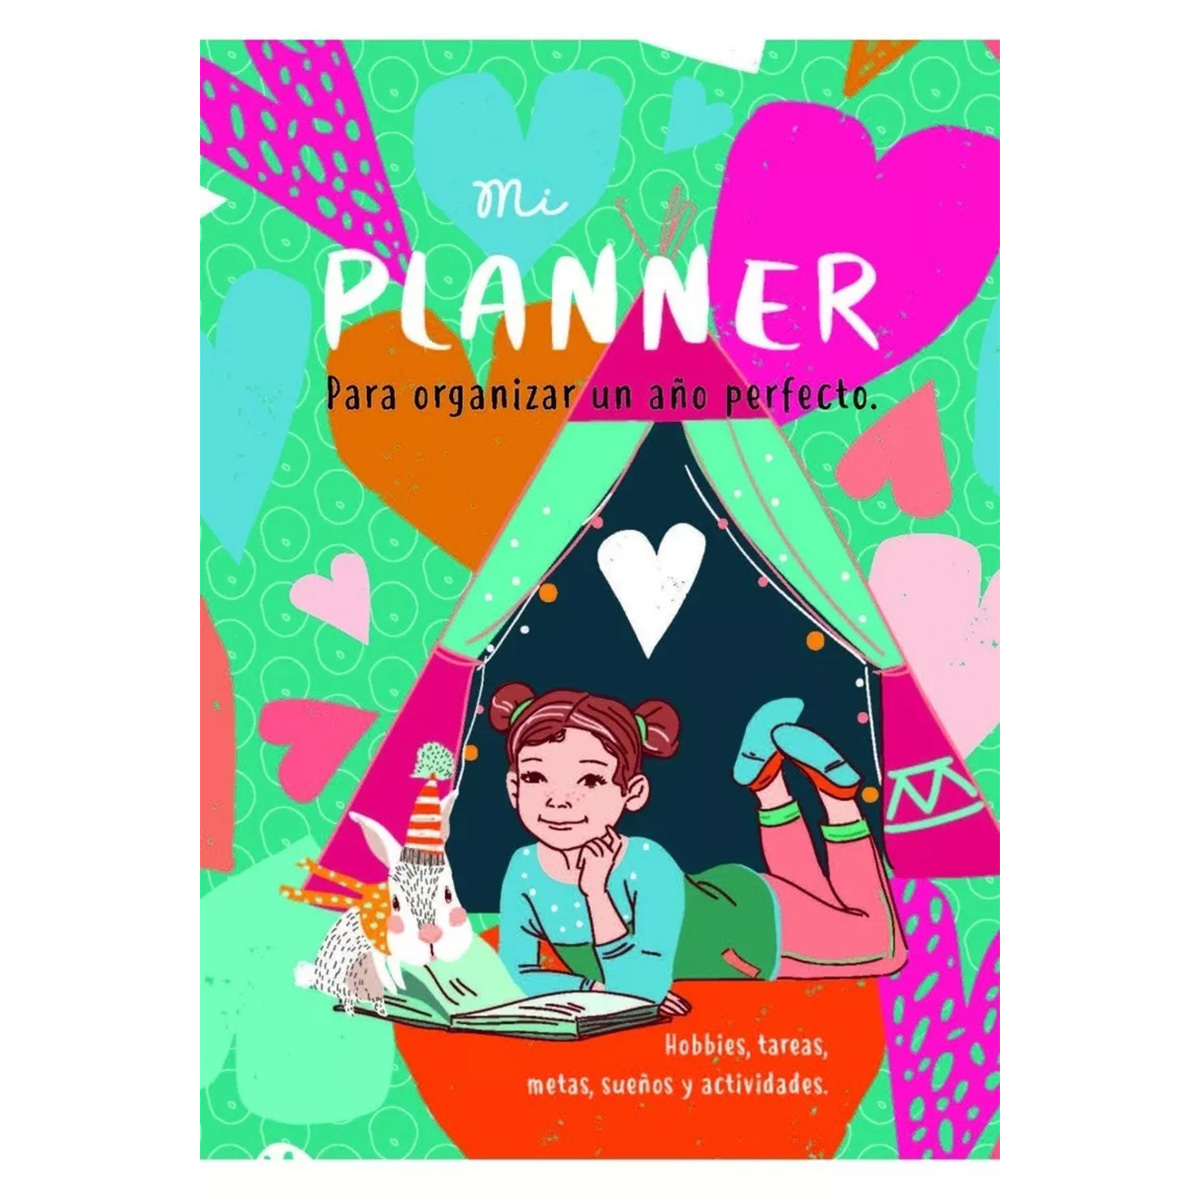 Mi
PLANNER
Para organizar un año perfecto.
Hobbies, tareas,
metas, sueños y actividades.